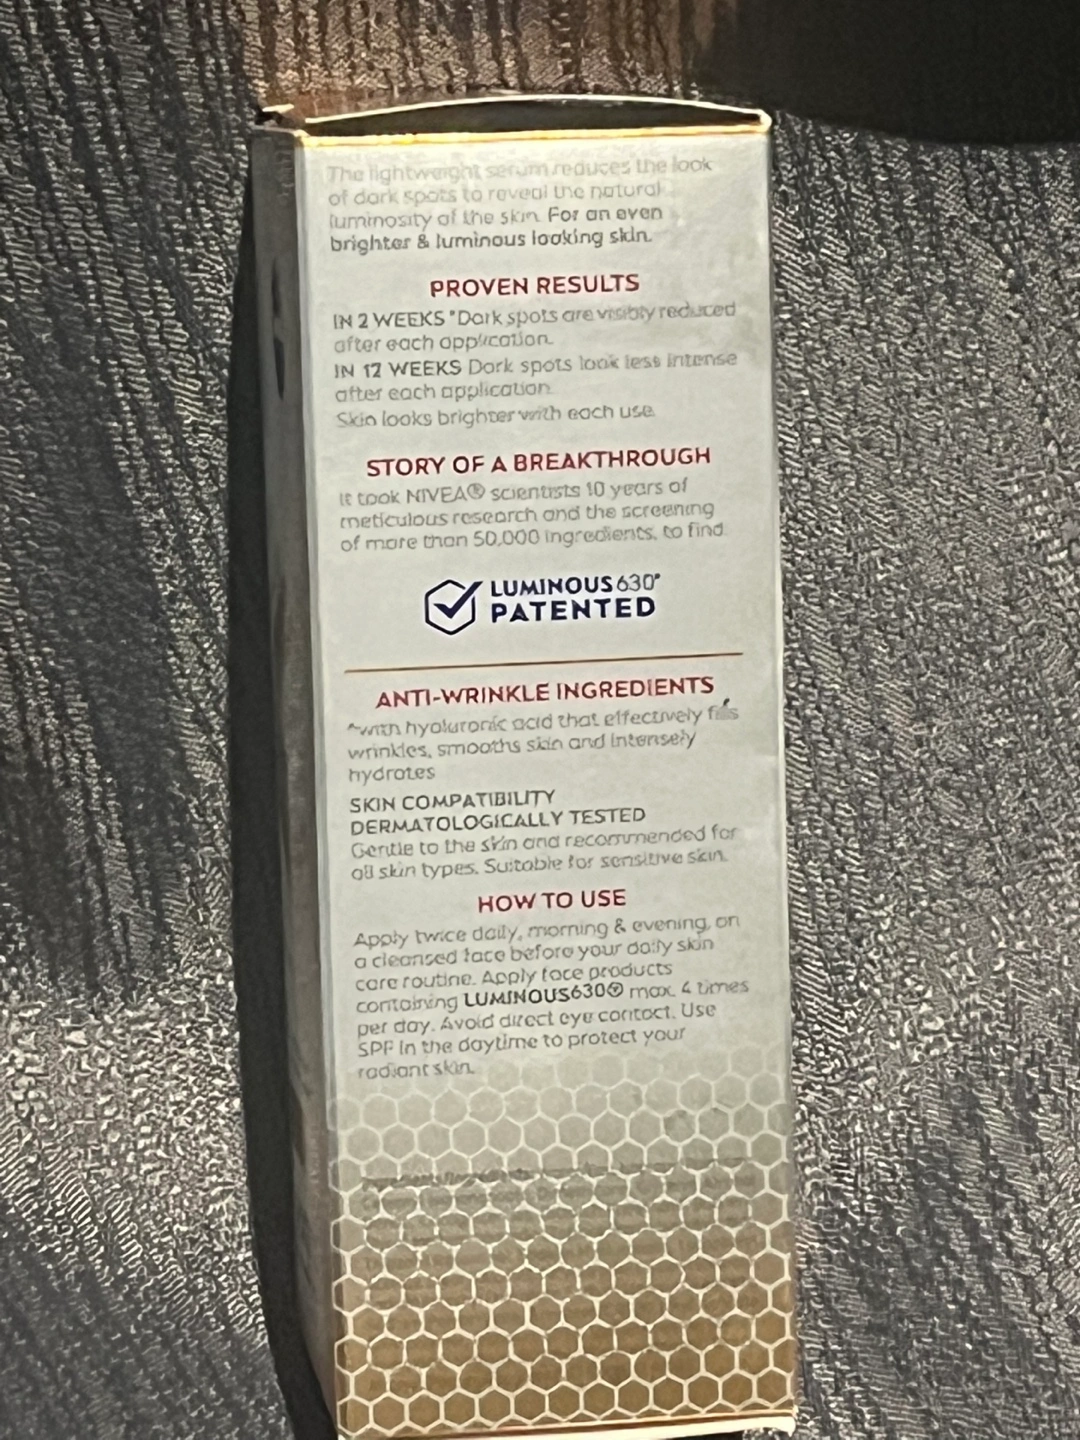 The lightweight serum reduces the look
of dark spots to reveal the natural
luminosity of the skin. For an even
brighter & luminous looking skin.
PROVEN RESULTS
IN 2 WEEKS *Dark spots are visibly reduced
after each application.
IN 12 WEEKS Dark spots look less intense
after each application.
Skin looks brighter with each use.
STORY OF A BREAKTHROUGH
It took NIVEA® scientists 10 years of
meticulous research and the screening
of more than 50,000 ingredients, to find
LUMINOUS630®
PATENTED
ANTI-WRINKLE INGREDIENTS
*with hyaluronic acid that effectively fills
wrinkles, smooths skin and intensely
hydrates
SKIN COMPATIBILITY
DERMATOLOGICALLY TESTED
Gentle to the skin and recommended for
all skin types. Suitable for sensitive skin.
HOW TO USE
Apply twice daily, morning & evening, on
a cleansed face before your daily skin
care routine. Apply face products
containing LUMINOUS630® max. 4 times
per day. Avoid direct eye contact. Use
SPF in the daytime to protect your
radiant skin.